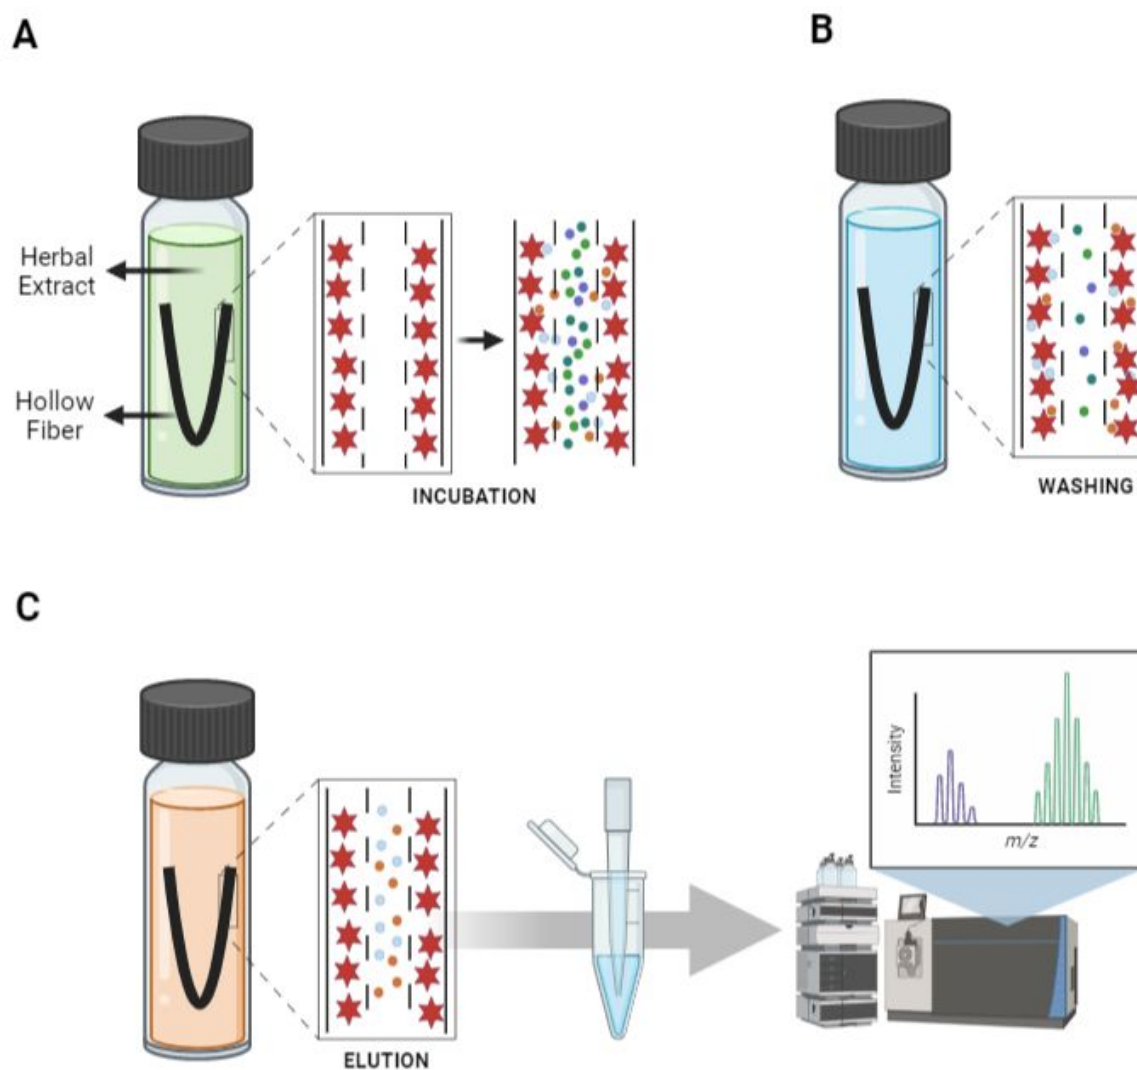 A
B
Herbal
Extract
Hollow
Fiber
INCUBATION
WASHING
C
Intensity
m/z
ELUTION